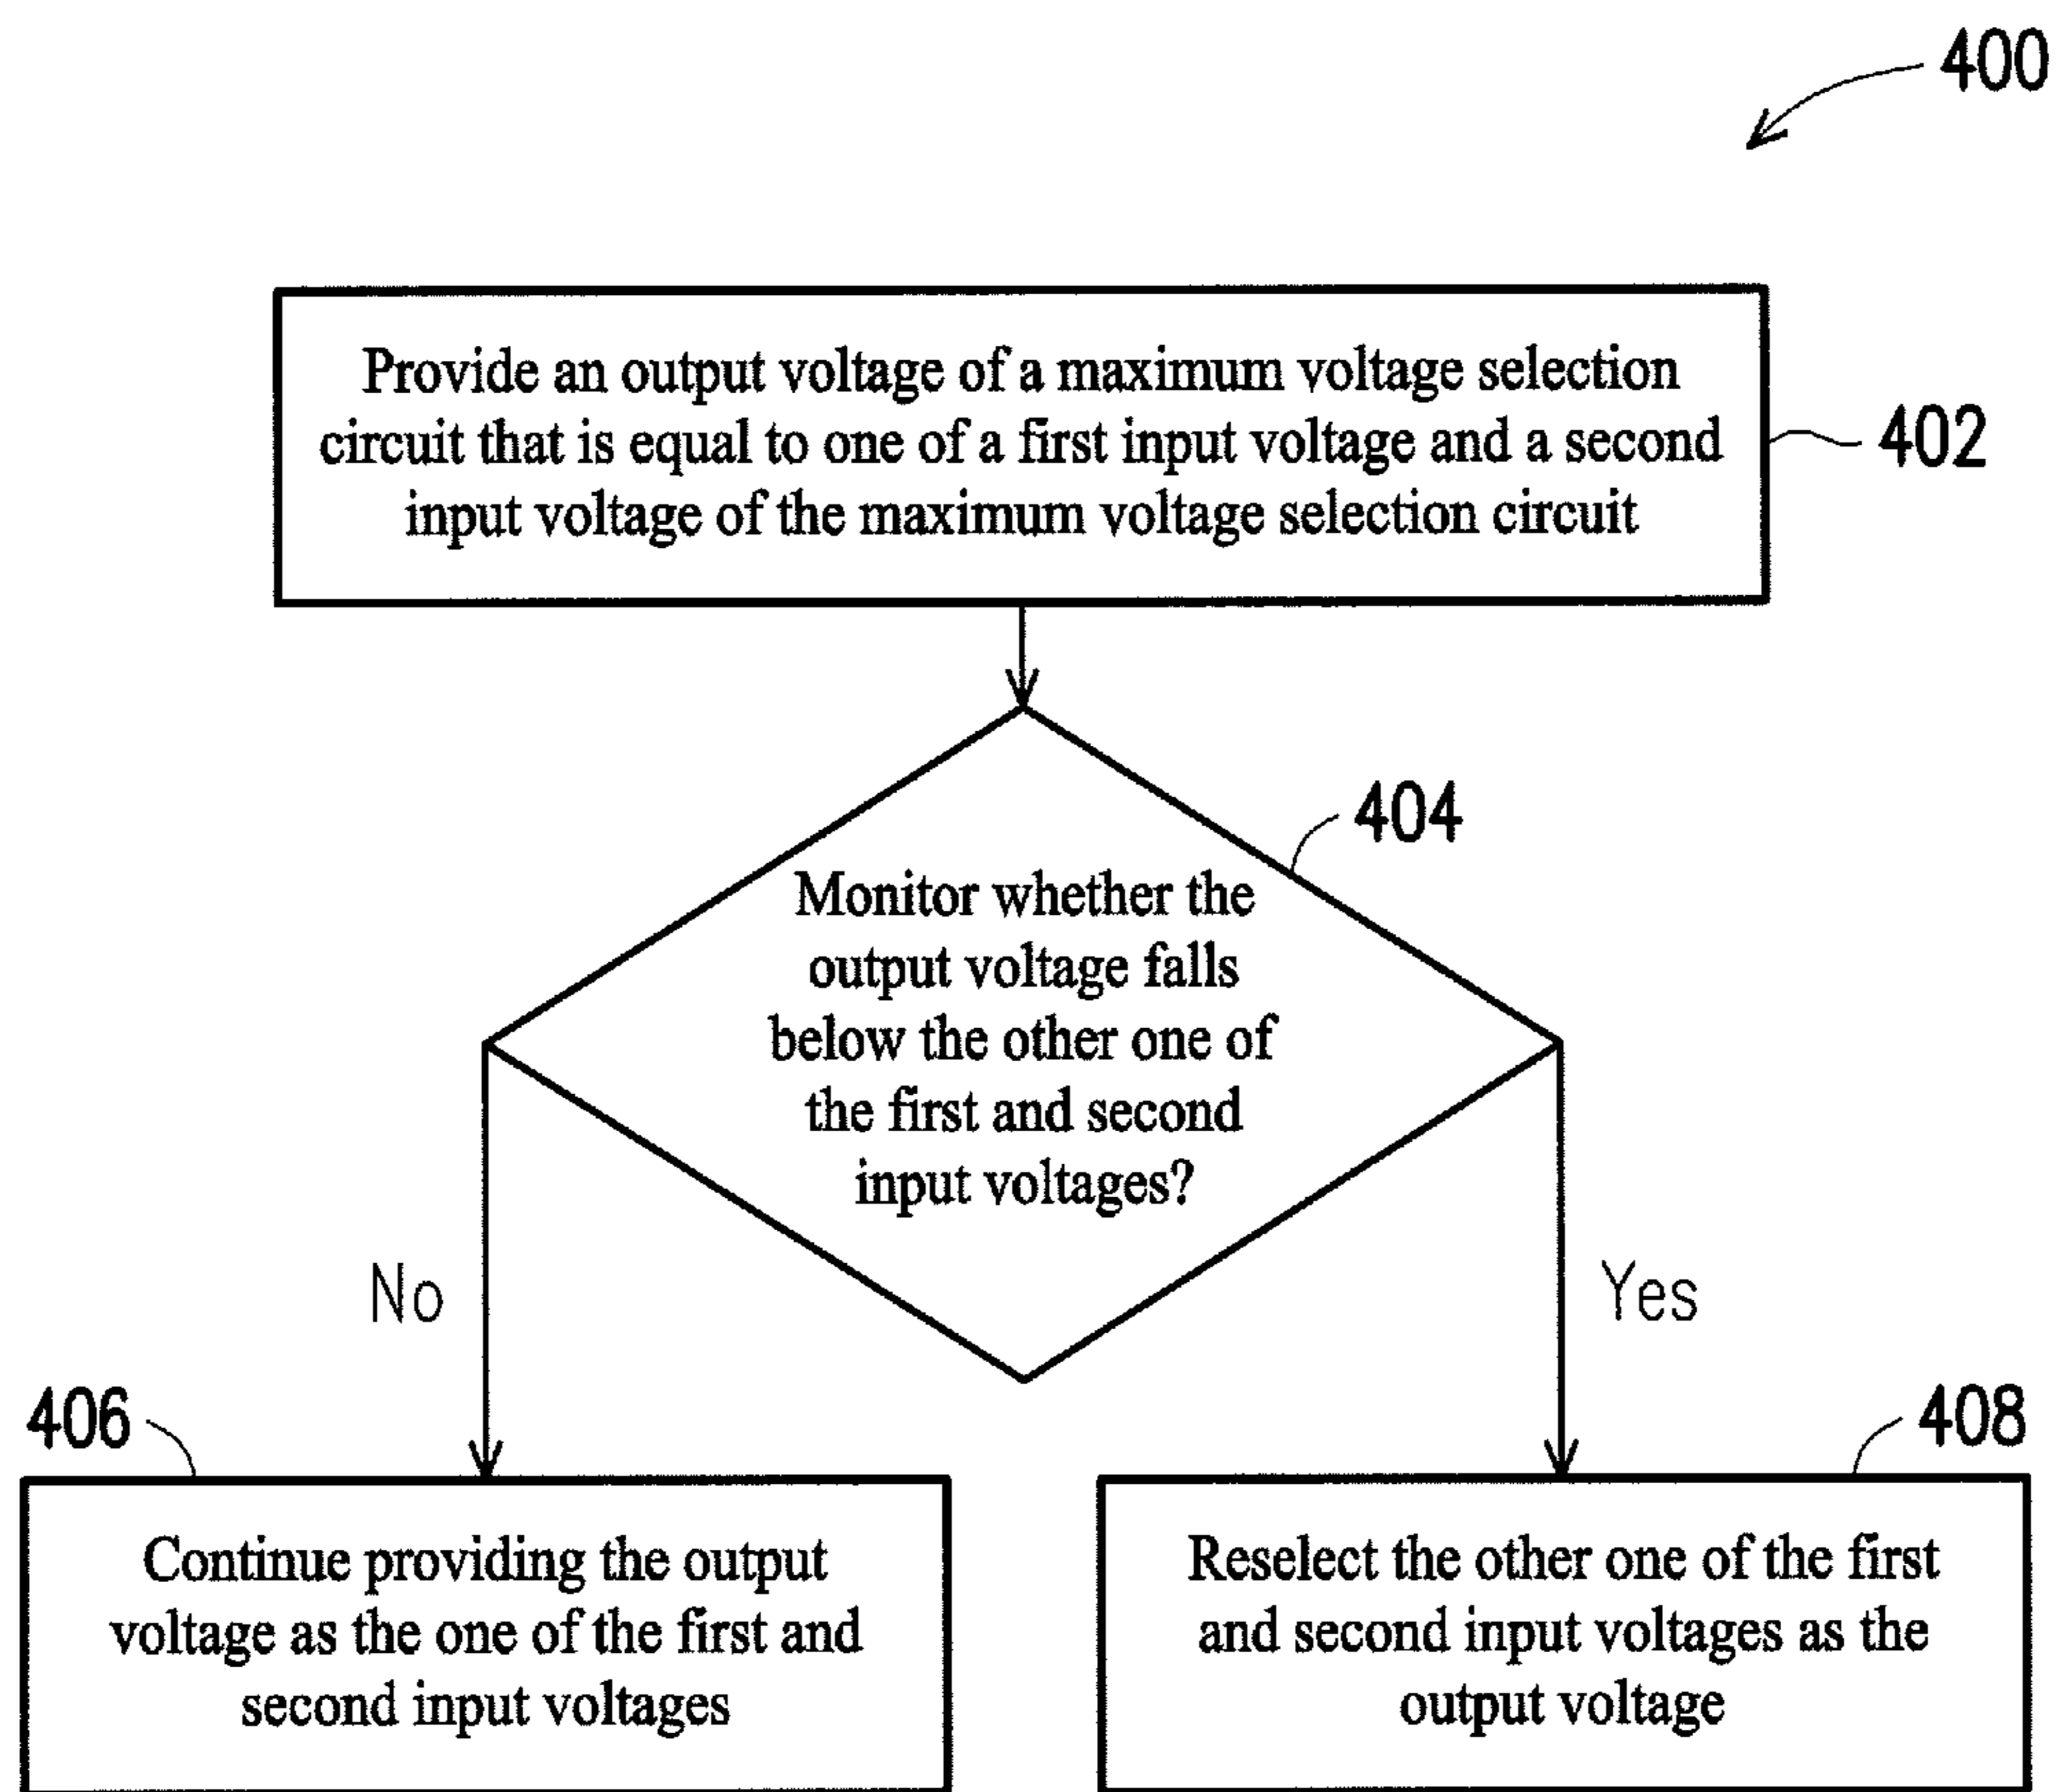 400
Provide an output voltage of a maximum voltage selection
circuit that is equal to one of a first input voltage and a second
input voltage of the maximum voltage selection circuit
402
404
Monitor whether the
output voltage falls
below the other one of
the first and second
input voltages?
No
Yes
406
408
Continue providing the output
voltage as the one of the first and
second input voltages
Reselect the other one of the first
and second input voltages as the
output voltage